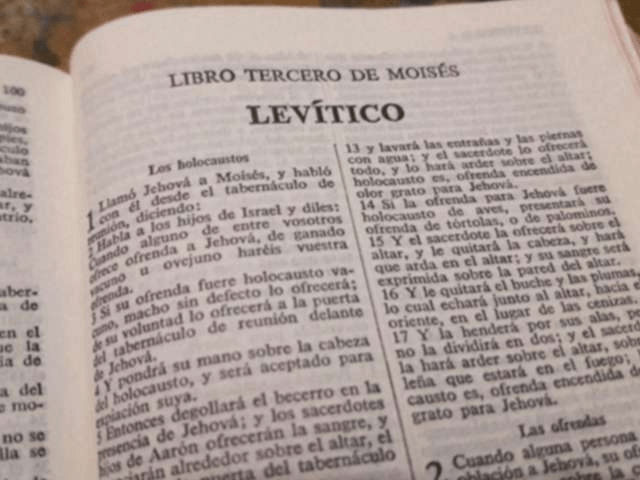 100
LIBRO TERCERO DE MOISÉS
LEVÍTICO
Los holocaustos
1 Llamó Jehová a Moisés, y habló
con él desde el tabernáculo de
reunión, diciendo:
2 Habla a los hijos de Israel y diles:
Cuando alguno de entre vosotros
ofrece ofrenda a Jehová, de ganado
vacuno u ovejuno haréis vuestra
ofrenda.
3 Si su ofrenda fuere holocausto va-
cuno, macho sin defecto lo ofrecerá;
de su voluntad lo ofrecerá a la puerta
del tabernáculo de reunión delante
de Jehová.
4 Y pondrá su mano sobre la cabeza
del holocausto, y será aceptado para
expiación suya.
5 Entonces degollará el becerro en la
presencia de Jehová; y los sacerdotes
hijos de Aarón ofrecerán la sangre, y
alrededor sobre el altar, el
puerta del tabernáculo
13 y lavará las entrañas y las piernas
con agua; y el sacerdote lo ofrecerá
todo, y lo hará arder sobre el altar;
holocausto es, ofrenda encendida de
olor grato para Jehová.
14 Si la ofrenda para Jehová fuere
holocausto de aves, presentará su
ofrenda de tórtolas, o de palominos.
15 Y el sacerdote la ofrecerá sobre el
altar, y le quitará la cabeza, y hará
que arda en el altar; y su sangre será
exprimida sobre la pared del altar.
16 Y le quitará el buche y las plumas
lo cual echará junto al altar, hacia e
oriente, en el lugar de las cenizas
17 Y la henderá por sus alas, p
no la dividirá en dos; y el sacer
la hará arder sobre el altar, sob
leña que estará en el fuego;
causto es, ofrenda encendida d
grato para Jehová.
Las ofrendas
2 Cuando alguna persona
oblación a Jehová, su of